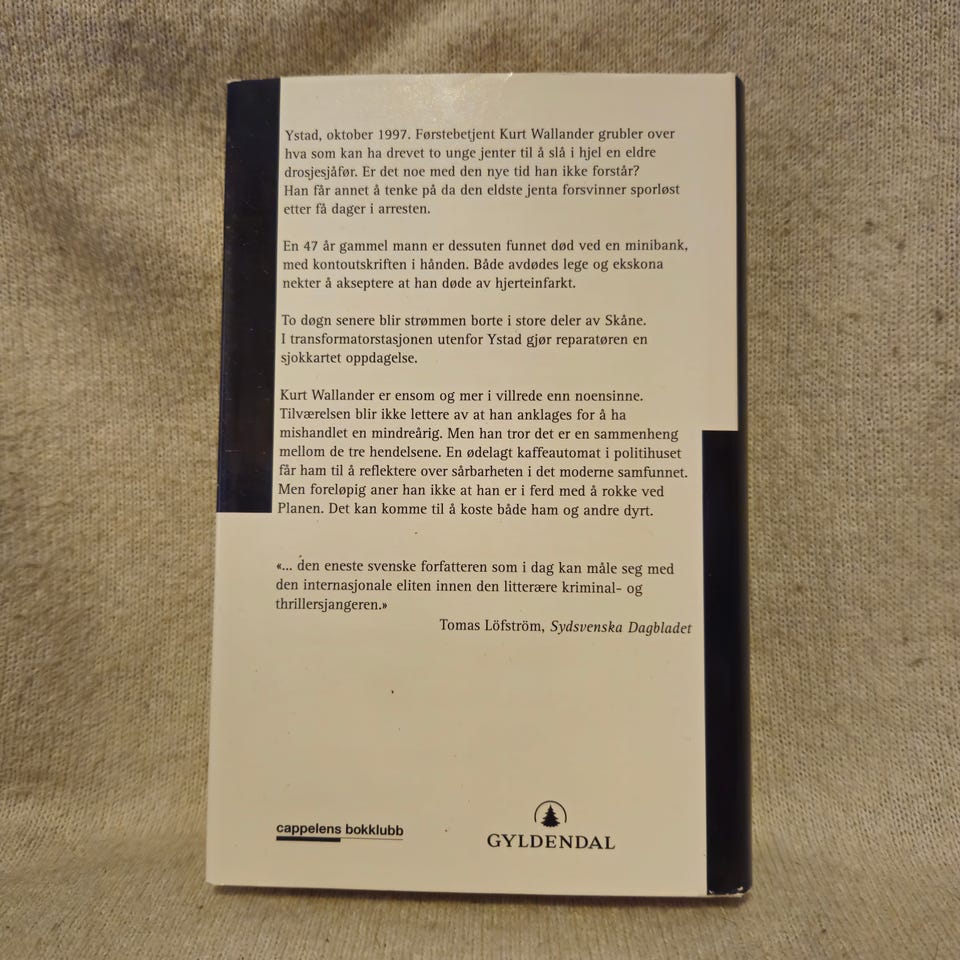 Ystad, oktober 1997. Førstebetjent Kurt Wallander grubler over
hva som kan ha drevet to unge jenter til å slå i hjel en eldre
drosjesjåfør. Er det noe med den nye tid han ikke forstår?
Han får annet å tenke på da den eldste jenta forsvinner sporløst
etter få dager i arresten.
En 47 år gammel mann er dessuten funnet død ved en minibank,
med kontoutskriften i hånden. Både avdødes lege og ekskona
nekter å akseptere at han døde av hjerteinfarkt.
To døgn senere blir strømmen borte i store deler av Skåne.
I transformatorstasjonen utenfor Ystad gjør reparatøren en
sjokkartet oppdagelse.
Kurt Wallander er ensom og mer i villrede enn noensinne.
Tilværelsen blir ikke lettere av at han anklages for å ha
mishandlet en mindreårig. Men han tror det er en sammenheng
mellom de tre hendelsene. En ødelagt kaffeautomat i politihuset
får ham til å reflektere over sårbarheten i det moderne samfunnet.
Men foreløpig aner han ikke at han er i ferd med å rokke ved
Planen. Det kan komme til å koste både ham og andre dyrt.
«... den eneste svenske forfatteren som i dag kan måle seg med
den internasjonale eliten innen den litterære kriminal- og
thrillersjangeren.»
Tomas Löfström, Sydsvenska Dagbladet
cappelens bokklubb
GYLDENDAL